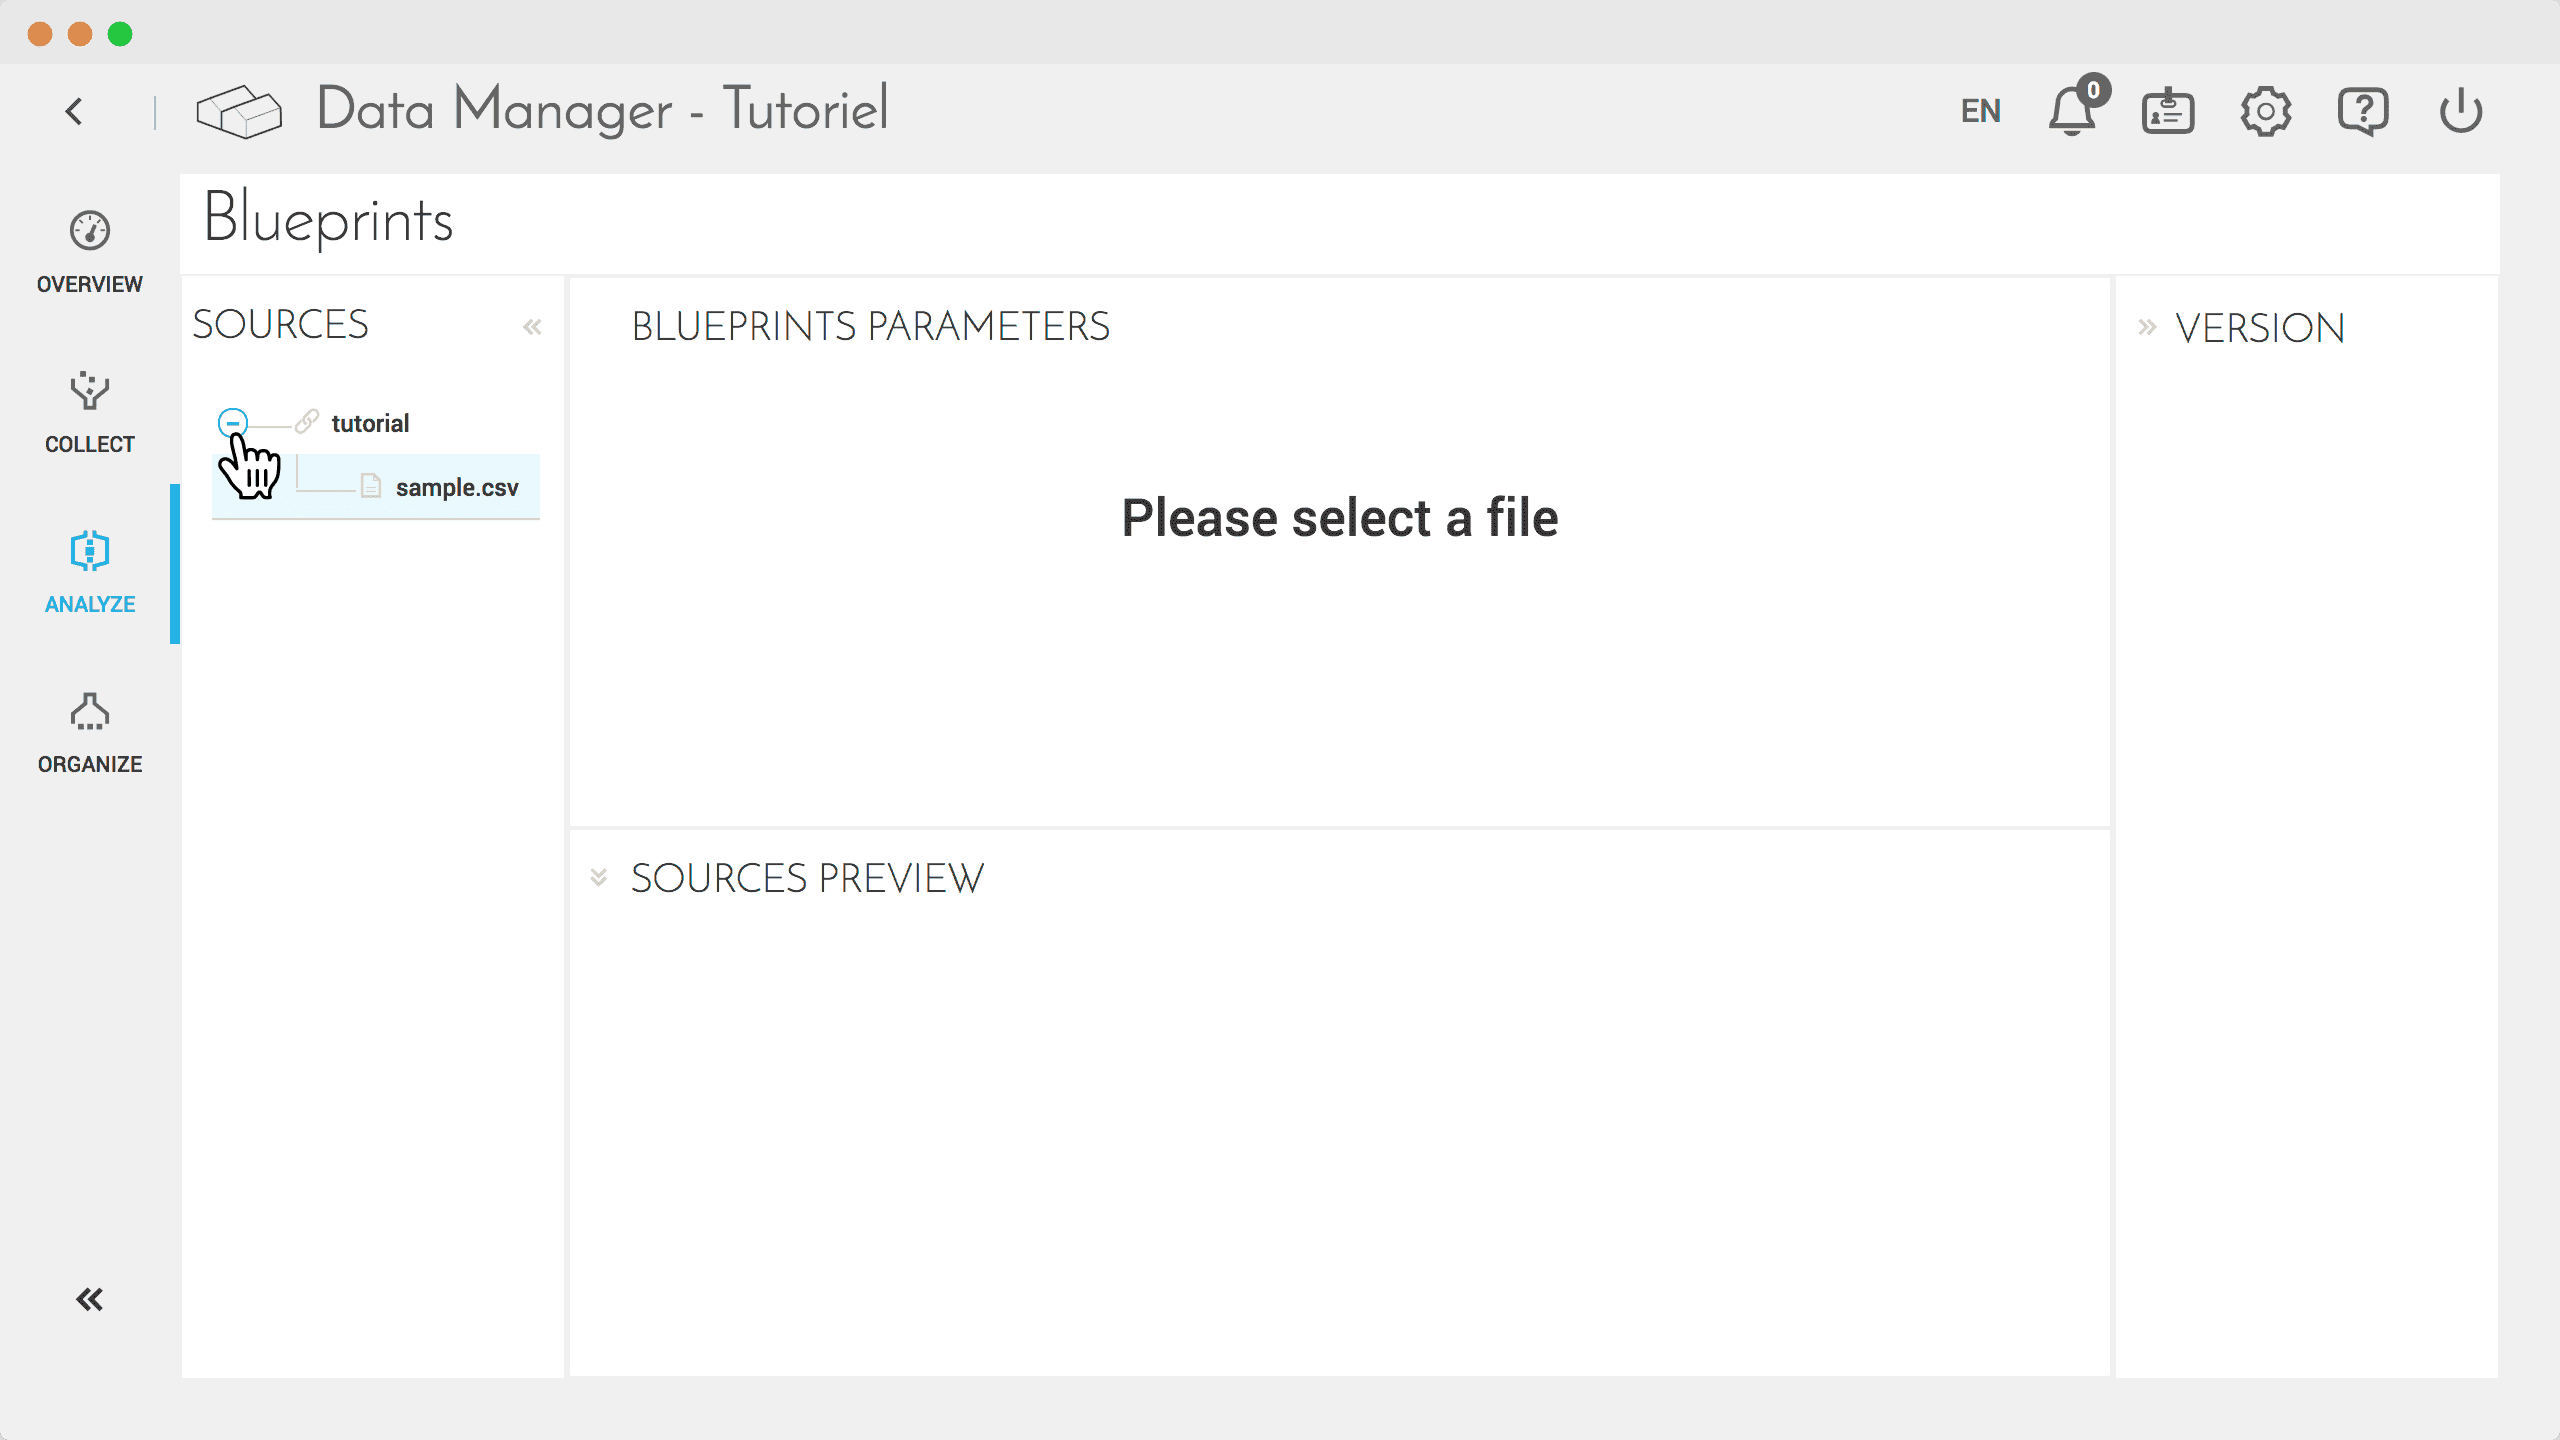 Data Manager - Tutoriel
EN
0
Blueprints
OVERVIEW
COLLECT
ANALYZE
ORGANIZE
SOURCES
tutorial
sample.csv
BLUEPRINTS PARAMETERS
Please select a file
SOURCES PREVIEW
VERSION